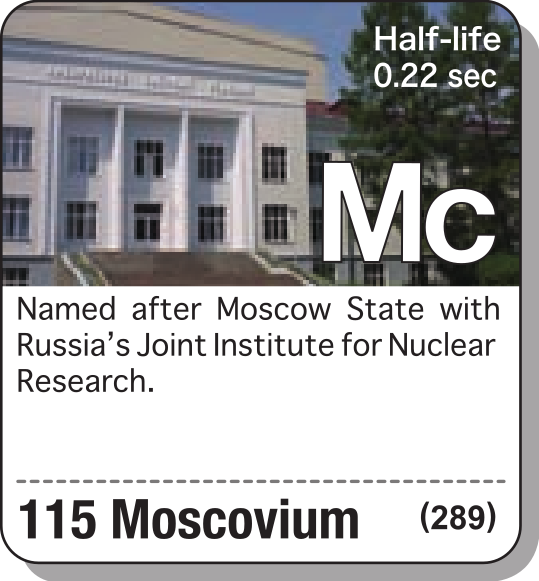 Half-life
0.22 sec
Mc
Named after Moscow State with
Russia’s Joint Institute for Nuclear
Research.
115 Moscovium (289)